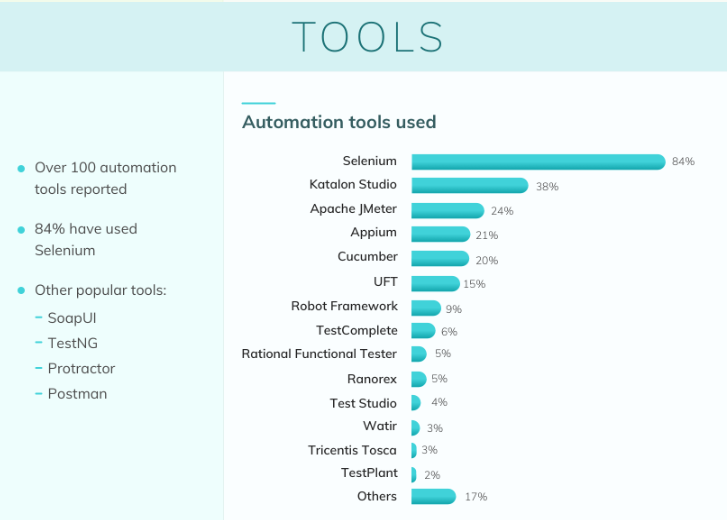 TOOLS
Over 100 automation
tools reported
84% have used
Selenium
Other popular tools:
– SoapUI
– TestNG
– Protractor
– Postman
Automation tools used
Selenium 84%
Katalon Studio 38%
Apache JMeter 24%
Appium 21%
Cucumber 20%
UFT 15%
Robot Framework 9%
TestComplete 6%
Rational Functional Tester 5%
Ranorex 5%
Test Studio 4%
Watir 3%
Tricentis Tosca 3%
TestPlant 2%
Others 17%